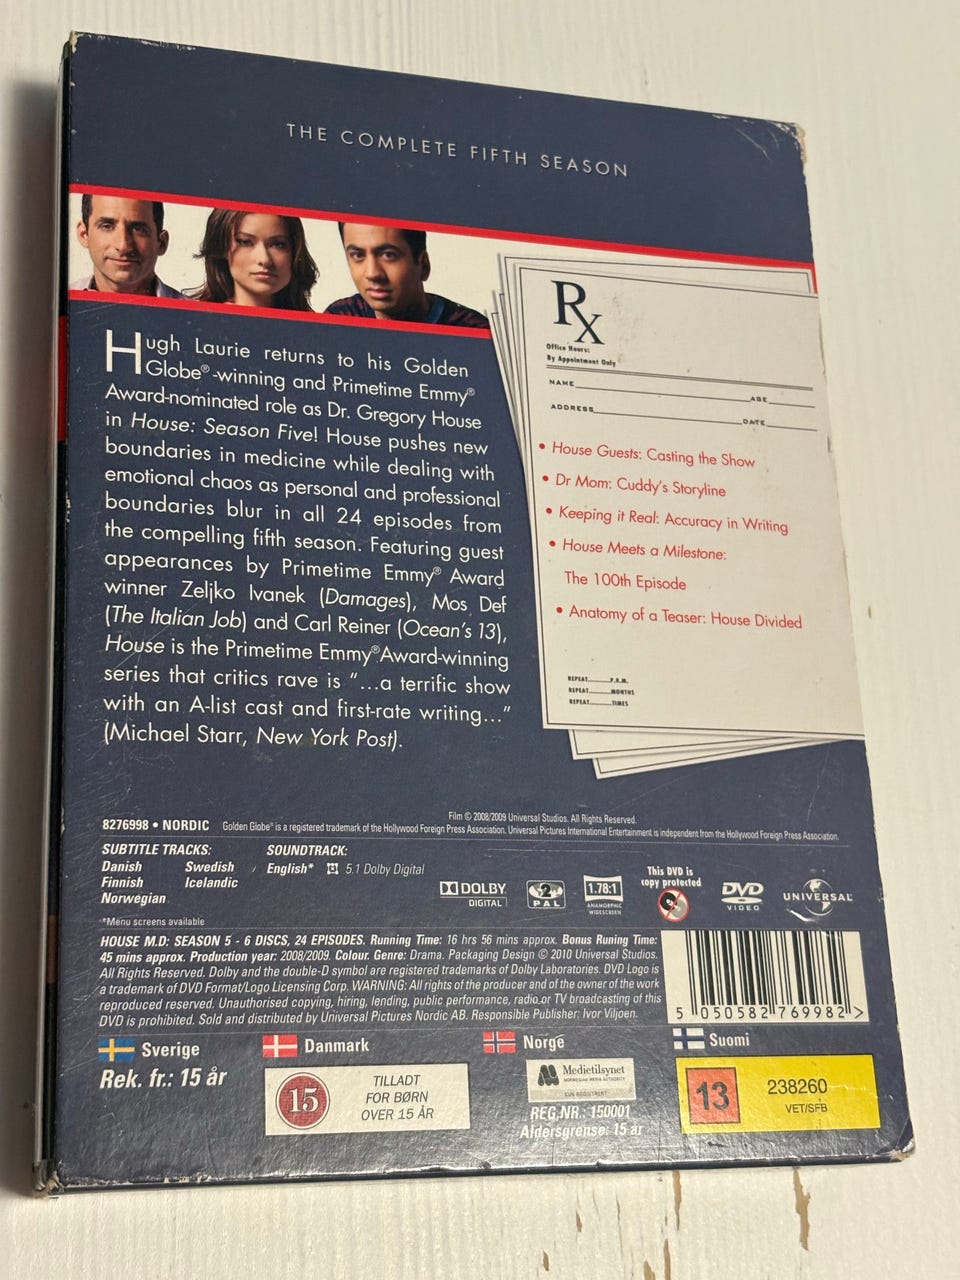 THE COMPLETE FIFTH SEASON
Hugh Laurie returns to his Golden
Globe®-winning and Primetime Emmy®
Award-nominated role as Dr. Gregory House
in House: Season Five! House pushes new
boundaries in medicine while dealing with
emotional chaos as personal and professional
boundaries blur in all 24 episodes from
the compelling fifth season. Featuring guest
appearances by Primetime Emmy® Award
winner Zeljko Ivanek (Damages), Mos Def
(The Italian Job) and Carl Reiner (Ocean's 13),
House is the Primetime Emmy® Award-winning
series that critics rave is "...a terrific show
with an A-list cast and first-rate writing..."
(Michael Starr, New York Post).
Rx
Office Hours:
By Appointment Only
NAME AGE
ADDRESS DATE
• House Guests: Casting the Show
• Dr Mom: Cuddy's Storyline
• Keeping it Real: Accuracy in Writing
• House Meets a Milestone:
The 100th Episode
• Anatomy of a Teaser: House Divided
REPEAT P.R.N.
REPEAT MONTHS
REPEAT TIMES
Film © 2008/2009 Universal Studios. All Rights Reserved.
8276998 • NORDIC Golden Globe® is a registered trademark of the Hollywood Foreign Press Association. Universal Pictures International Entertainment is independent from the Hollywood Foreign Press Association.
SUBTITLE TRACKS: SOUNDTRACK:
Danish Swedish English* 5.1 Dolby Digital
Finnish Icelandic
Norwegian
*Menu screens available
DOLBY
DIGITAL
2
PAL
1.78:1
ANAMORPHIC
WIDESCREEN
This DVD is
copy protected
DVD
VIDEO
UNIVERSAL
HOUSE M.D: SEASON 5 - 6 DISCS, 24 EPISODES. Running Time: 16 hrs 56 mins approx. Bonus Runing Time:
45 mins approx. Production year: 2008/2009. Colour. Genre: Drama. Packaging Design © 2010 Universal Studios.
All Rights Reserved. Dolby and the double-D symbol are registered trademarks of Dolby Laboratories. DVD Logo is
a trademark of DVD Format/Logo Licensing Corp. WARNING: All rights of the producer and of the owner of the work
reproduced reserved. Unauthorised copying, hiring, lending, public performance, radio or TV broadcasting of this
DVD is prohibited. Sold and distributed by Universal Pictures Nordic AB. Responsible Publisher: Ivor Viljoen.
5 050582 769982 >
Sverige
Rek. fr.: 15 år
Danmark
15
TILLADT
FOR BØRN
OVER 15 ÅR
Norge
Medietilsynet
NORWEGIAN MEDIA AUTHORITY
KUN REGISTRERT
REG.NR.: 150001
Aldersgrense: 15 år
Suomi
13
238260
VET/SFB